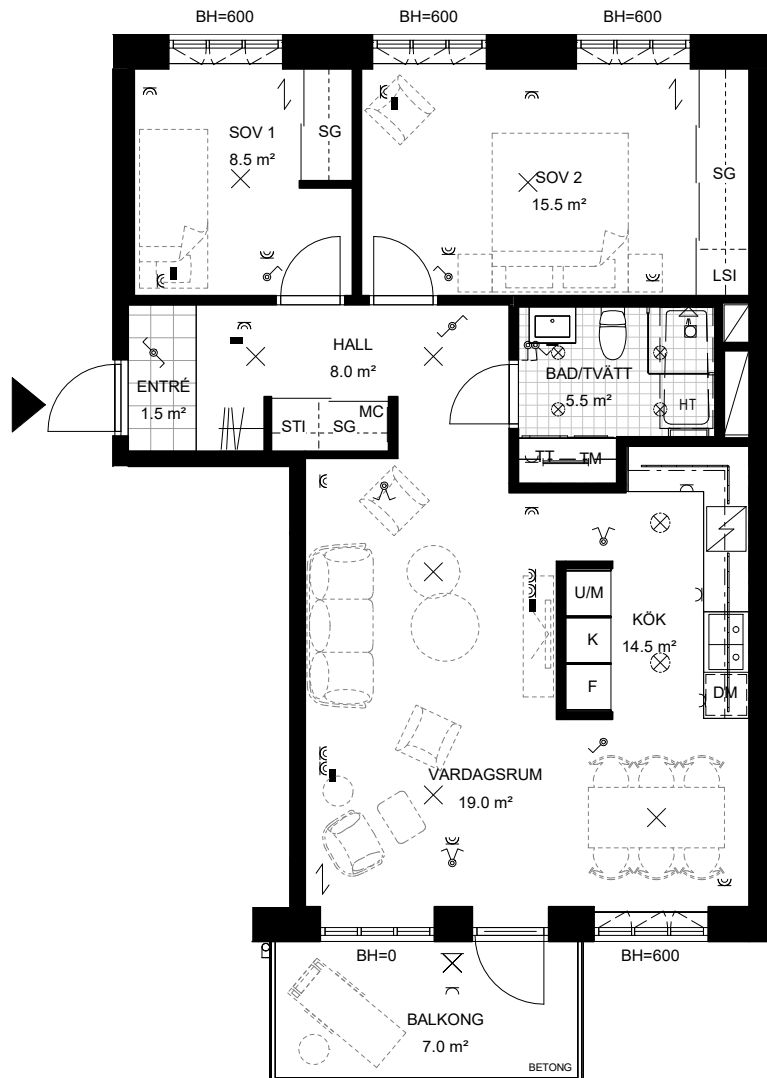 BH=600
BH=600
BH=600
SOV 1
8.5 m²
SG
SOV 2
15.5 m²
SG
LSI
HALL
8.0 m²
ENTRÉ
1.5 m²
BAD/TVÄTT
5.5 m²
HT
MC
STI
SG
TT
TM
U/M
K
F
KÖK
14.5 m²
DM
VARDAGSRUM
19.0 m²
BH=0
BH=600
BALKONG
7.0 m²
BETONG